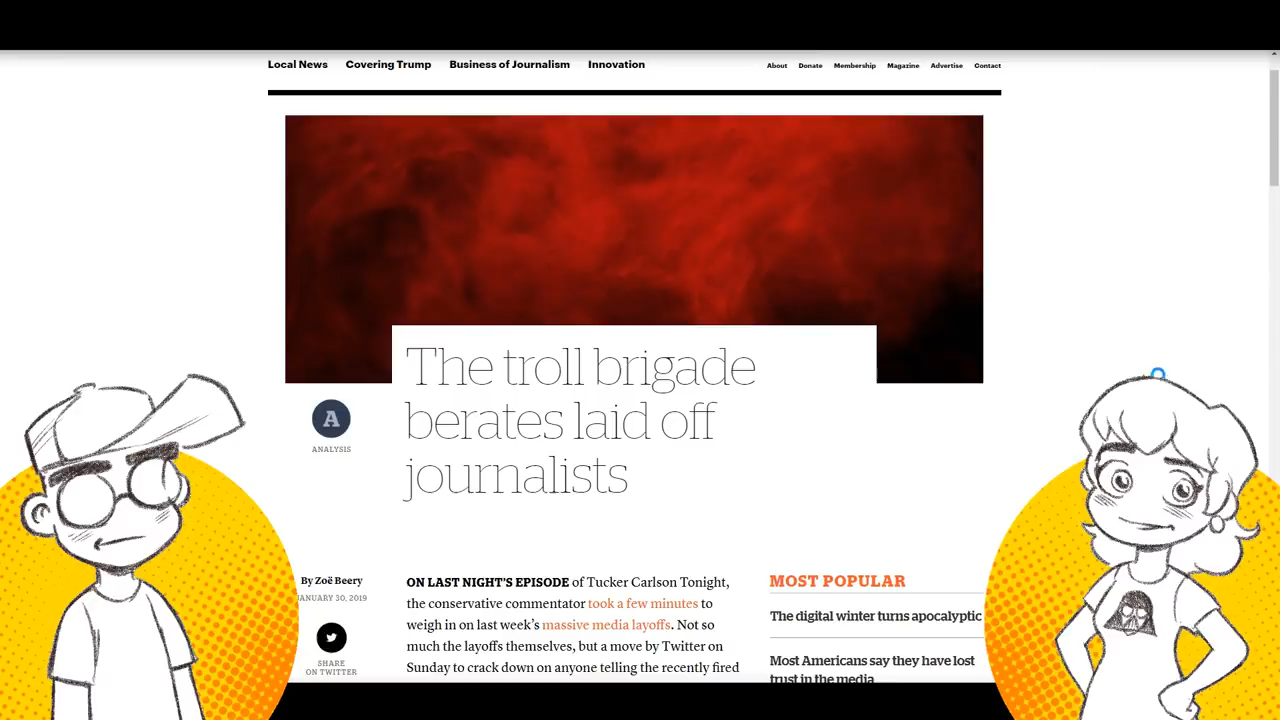 Local News Covering Trump Business of Journalism Innovation About Donate Membership Magazine Advertise Contact
The troll brigade
berates laid off
journalists
A
ANALYSIS
By Zoë Beery
JANUARY 30, 2019
SHARE
ON TWITTER
ON LAST NIGHT'S EPISODE of Tucker Carlson Tonight,
the conservative commentator took a few minutes to
weigh in on last week's massive media layoffs. Not so
much the layoffs themselves, but a move by Twitter on
Sunday to crack down on anyone telling the recently fired
MOST POPULAR
The digital winter turns apocalyptic
Most Americans say they have lost
trust in the media